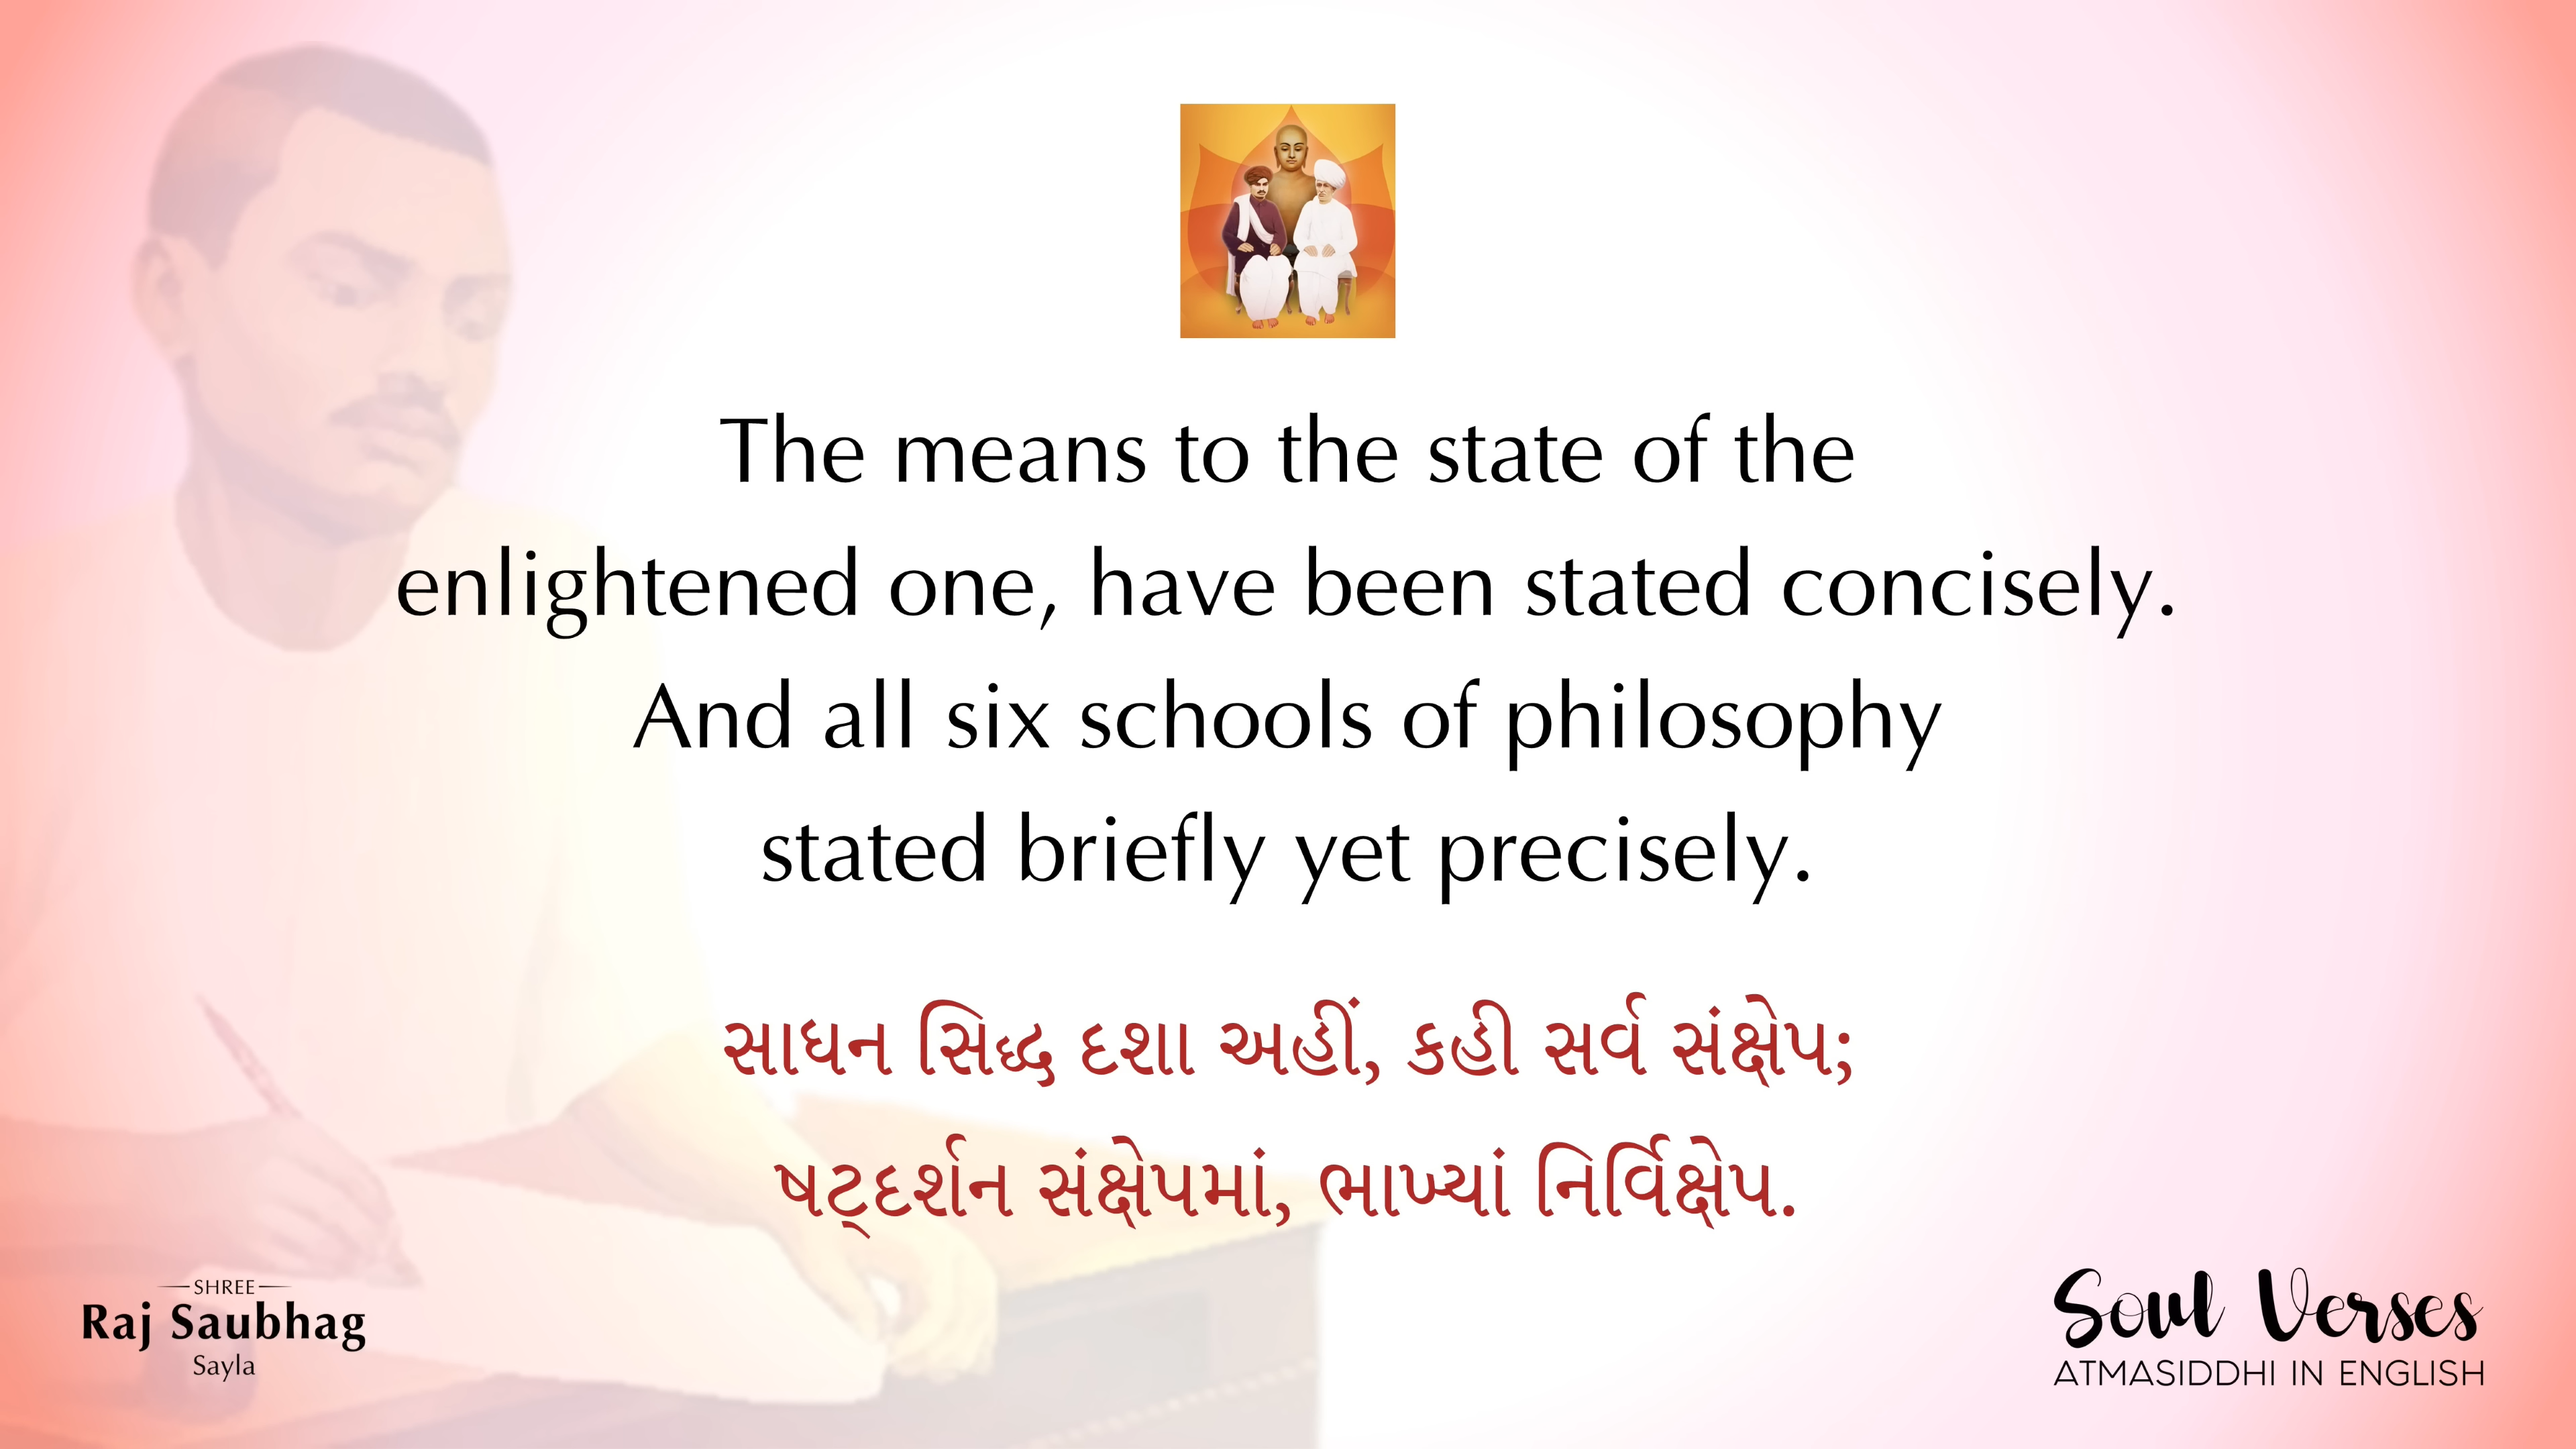 The means to the state of the
enlightened one, have been stated concisely.
And all six schools of philosophy
stated briefly yet precisely.
સાધન સિદ્ધ દશા અહીં, કહી સર્વ સંક્ષેપ;
ષટ્દર્શન સંક્ષેપમાં, ભાખ્યાં નિર્વિક્ષેપ.
SHREE
Raj Saubhag
Sayla
Soul Verses
ATMASIDDHI IN ENGLISH